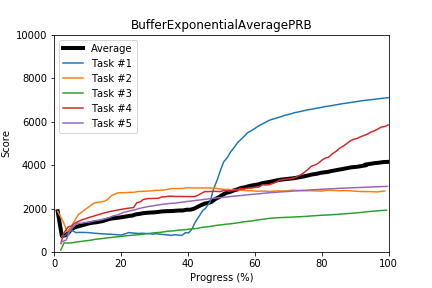 BufferExponentialAveragePRB
10000
8000
6000
4000
2000
0
Score
Average
Task #1
Task #2
Task #3
Task #4
Task #5
0 20 40 60 80 100
Progress (%)